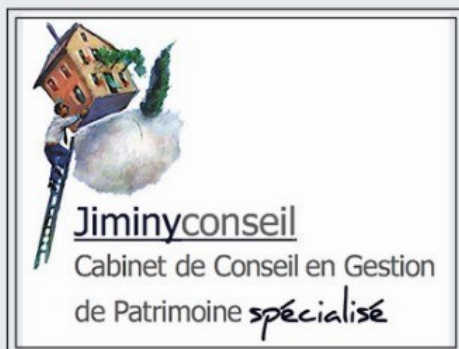 Jiminyconseil
Cabinet de Conseil en Gestion
de Patrimoine spécialisé